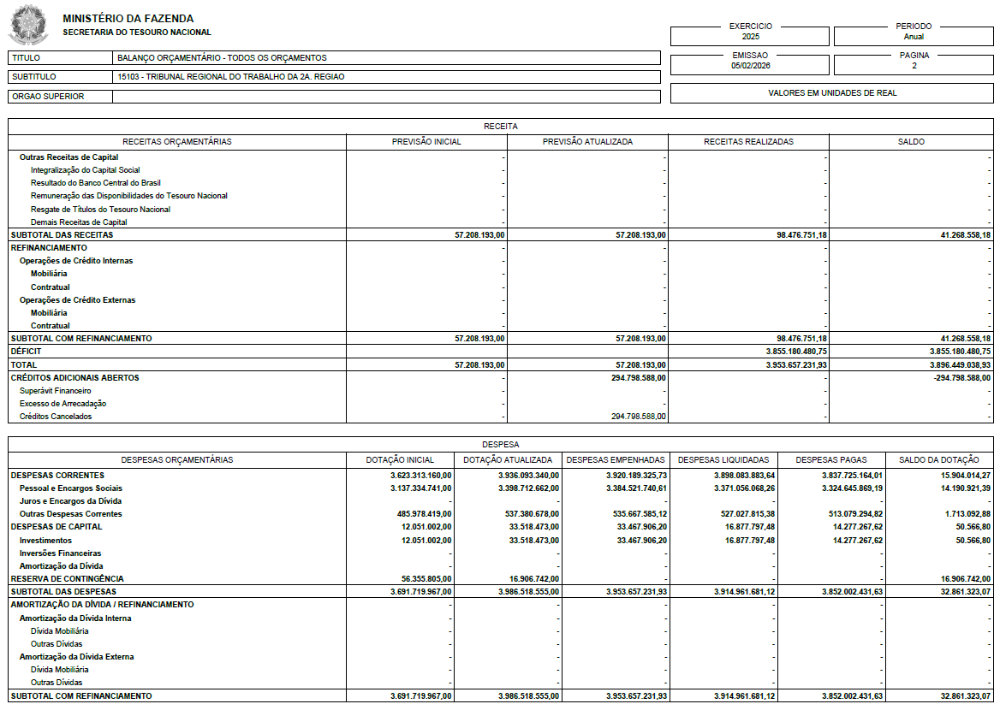 MINISTÉRIO DA FAZENDA
SECRETARIA DO TESOURO NACIONAL
EXERCICIO
2025
PERIODO
Anual
TITULO BALANÇO ORÇAMENTÁRIO - TODOS OS ORÇAMENTOS
EMISSAO
05/02/2026
PAGINA
2
SUBTITULO 15103 - TRIBUNAL REGIONAL DO TRABALHO DA 2A. REGIAO
ORGAO SUPERIOR
VALORES EM UNIDADES DE REAL
RECEITA
RECEITAS ORÇAMENTÁRIAS PREVISÃO INICIAL PREVISÃO ATUALIZADA RECEITAS REALIZADAS SALDO
Outras Receitas de Capital - - - -
Integralização do Capital Social - - - -
Resultado do Banco Central do Brasil - - - -
Remuneração das Disponibilidades do Tesouro Nacional - - - -
Resgate de Títulos do Tesouro Nacional - - - -
Demais Receitas de Capital - - - -
SUBTOTAL DAS RECEITAS 57.208.193,00 57.208.193,00 98.476.751,18 41.268.558,18
REFINANCIAMENTO - - - -
Operações de Crédito Internas - - - -
Mobiliária - - - -
Contratual - - - -
Operações de Crédito Externas - - - -
Mobiliária - - - -
Contratual - - - -
SUBTOTAL COM REFINANCIAMENTO 57.208.193,00 57.208.193,00 98.476.751,18 41.268.558,18
DÉFICIT 3.855.180.480,75 3.855.180.480,75
TOTAL 57.208.193,00 57.208.193,00 3.953.657.231,93 3.896.449.038,93
CRÉDITOS ADICIONAIS ABERTOS - 294.798.588,00 - -294.798.588,00
Superávit Financeiro - - - -
Excesso de Arrecadação - - - -
Créditos Cancelados - 294.798.588,00 - -
DESPESA
DESPESAS ORÇAMENTÁRIAS DOTAÇÃO INICIAL DOTAÇÃO ATUALIZADA DESPESAS EMPENHADAS DESPESAS LIQUIDADAS DESPESAS PAGAS SALDO DA DOTAÇÃO
DESPESAS CORRENTES 3.623.313.160,00 3.936.093.340,00 3.920.189.325,73 3.898.083.883,64 3.837.725.164,01 15.904.014,27
Pessoal e Encargos Sociais 3.137.334.741,00 3.398.712.662,00 3.384.521.740,61 3.371.056.068,26 3.324.645.869,19 14.190.921,39
Juros e Encargos da Dívida - - - - - -
Outras Despesas Correntes 485.978.419,00 537.380.678,00 535.667.585,12 527.027.815,38 513.079.294,82 1.713.092,88
DESPESAS DE CAPITAL 12.051.002,00 33.518.473,00 33.467.906,20 16.877.797,48 14.277.267,62 50.566,80
Investimentos 12.051.002,00 33.518.473,00 33.467.906,20 16.877.797,48 14.277.267,62 50.566,80
Inversões Financeiras - - - - - -
Amortização da Dívida - - - - - -
RESERVA DE CONTINGÊNCIA 56.355.805,00 16.906.742,00 - - - 16.906.742,00
SUBTOTAL DAS DESPESAS 3.691.719.967,00 3.986.518.555,00 3.953.657.231,93 3.914.961.681,12 3.852.002.431,63 32.861.323,07
AMORTIZAÇÃO DA DÍVIDA / REFINANCIAMENTO - - - - - -
Amortização da Dívida Interna - - - - - -
Dívida Mobiliária - - - - - -
Outras Dívidas - - - - - -
Amortização da Dívida Externa - - - - - -
Dívida Mobiliária - - - - - -
Outras Dívidas - - - - - -
SUBTOTAL COM REFINANCIAMENTO 3.691.719.967,00 3.986.518.555,00 3.953.657.231,93 3.914.961.681,12 3.852.002.431,63 32.861.323,07